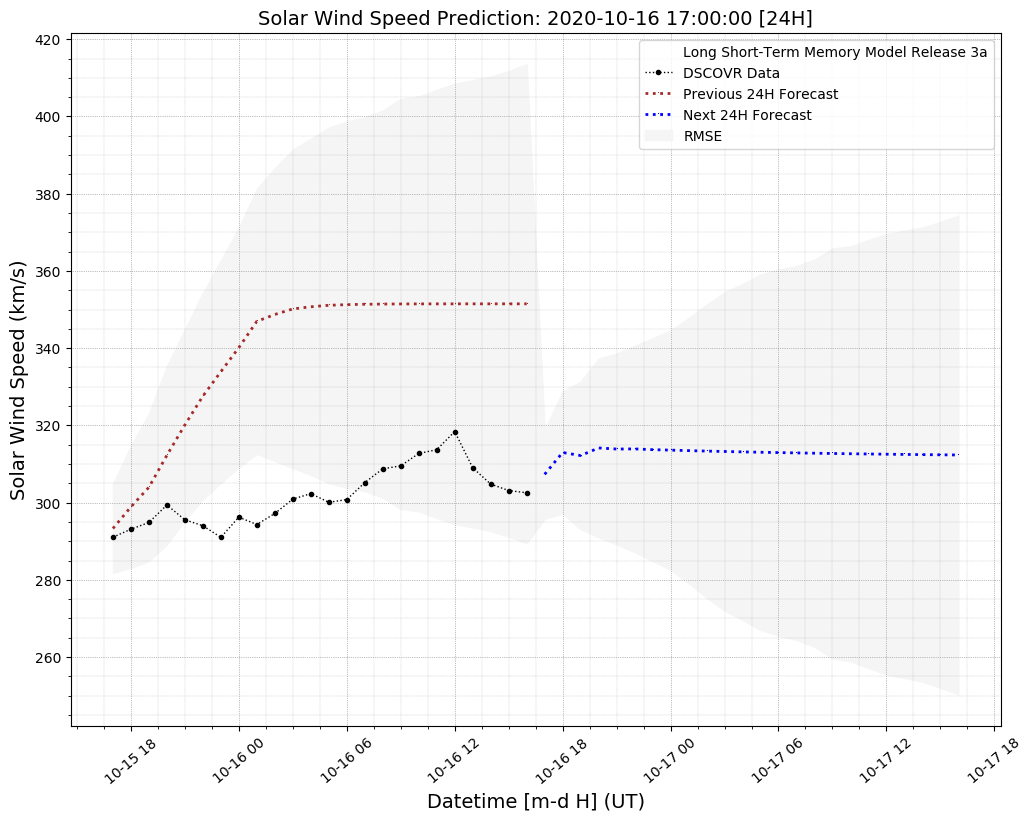 Solar Wind Speed Prediction: 2020-10-16 17:00:00 [24H]
Long Short-Term Memory Model Release 3a
DSCOVR Data
Previous 24H Forecast
Next 24H Forecast
RMSE
Solar Wind Speed (km/s)
420
400
380
360
340
320
300
280
260
10-15 18
10-16 00
10-16 06
10-16 12
10-16 18
10-17 00
10-17 06
10-17 12
10-17 18
Datetime [m-d H] (UT)